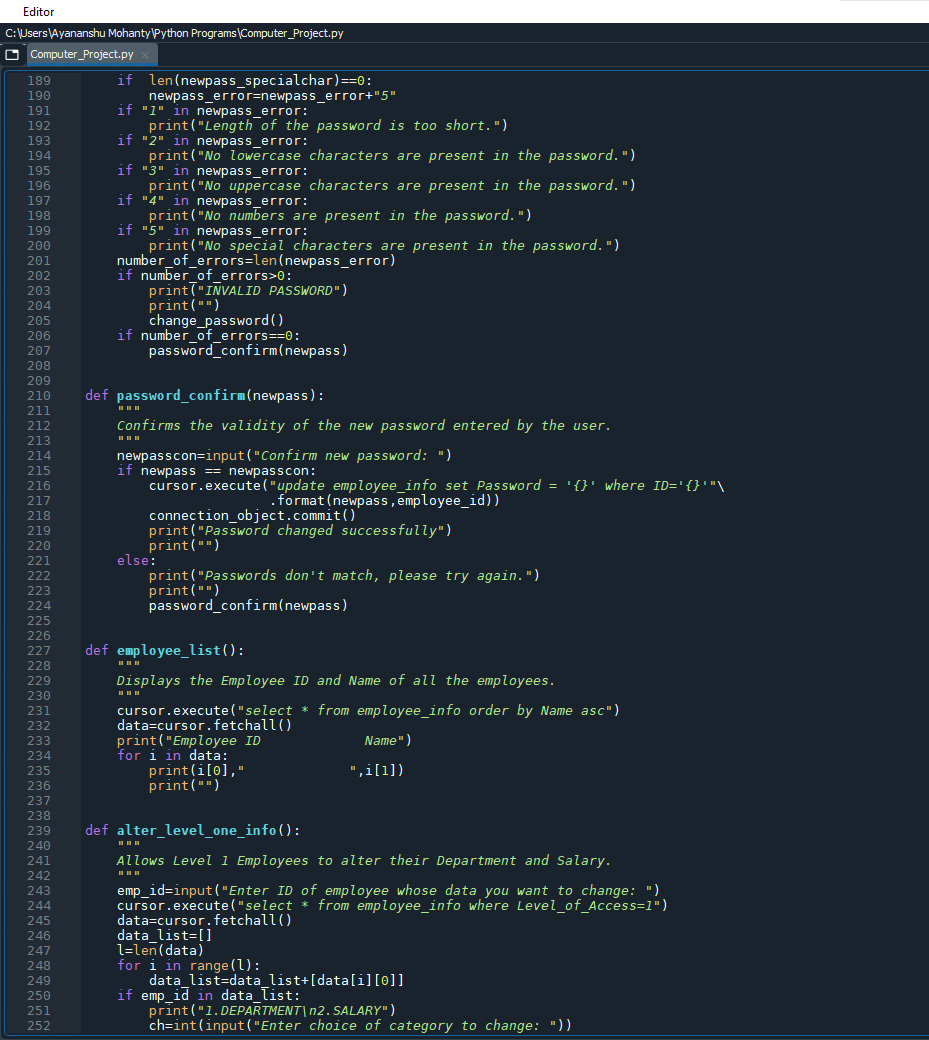 Editor
C:\Users\Ayananshu Mohanty\Python Programs\Computer_Project.py
Computer_Project.py
189         if  len(newpass_specialchar)==0:
190             newpass_error=newpass_error+"5"
191         if "1" in newpass_error:
192             print("Length of the password is too short.")
193         if "2" in newpass_error:
194             print("No lowercase characters are present in the password.")
195         if "3" in newpass_error:
196             print("No uppercase characters are present in the password.")
197         if "4" in newpass_error:
198             print("No numbers are present in the password.")
199         if "5" in newpass_error:
200             print("No special characters are present in the password.")
201         number_of_errors=len(newpass_error)
202         if number_of_errors>0:
203             print("INVALID PASSWORD")
204             print("")
205             change_password()
206         if number_of_errors==0:
207             password_confirm(newpass)
208
209
210     def password_confirm(newpass):
211         """
212         Confirms the validity of the new password entered by the user.
213         """
214         newpasscon=input("Confirm new password: ")
215         if newpass == newpasscon:
216             cursor.execute("update employee_info set Password = '{}' where ID='{}'"\
217                            .format(newpass,employee_id))
218             connection_object.commit()
219             print("Password changed successfully")
220             print("")
221         else:
222             print("Passwords don't match, please try again.")
223             print("")
224             password_confirm(newpass)
225
226
227     def employee_list():
228         """
229         Displays the Employee ID and Name of all the employees.
230         """
231         cursor.execute("select * from employee_info order by Name asc")
232         data=cursor.fetchall()
233         print("Employee ID             Name")
234         for i in data:
235             print(i[0],"             ",i[1])
236             print("")
237
238
239     def alter_level_one_info():
240         """
241         Allows Level 1 Employees to alter their Department and Salary.
242         """
243         emp_id=input("Enter ID of employee whose data you want to change: ")
244         cursor.execute("select * from employee_info where Level_of_Access=1")
245         data=cursor.fetchall()
246         data_list=[]
247         l=len(data)
248         for i in range(l):
249             data_list=data_list+[data[i][0]]
250         if emp_id in data_list:
251             print("1.DEPARTMENT\n2.SALARY")
252             ch=int(input("Enter choice of category to change: "))